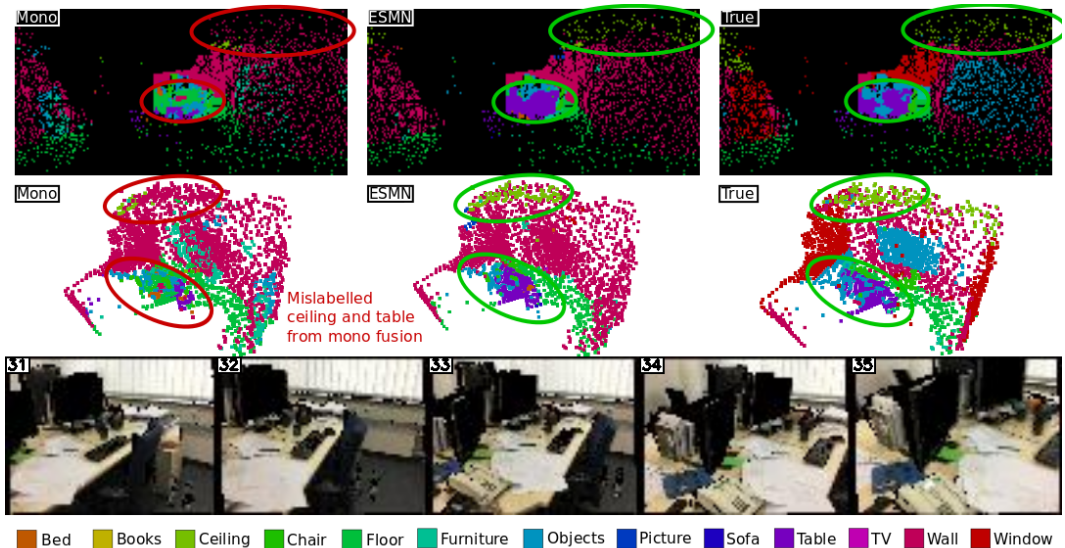 Mono ESMN True
Mono ESMN True
Mislabelled
ceiling and table
from mono fusion
31 32 33 34 35
Bed Books Ceiling Chair Floor Furniture Objects Picture Sofa Table TV Wall Window